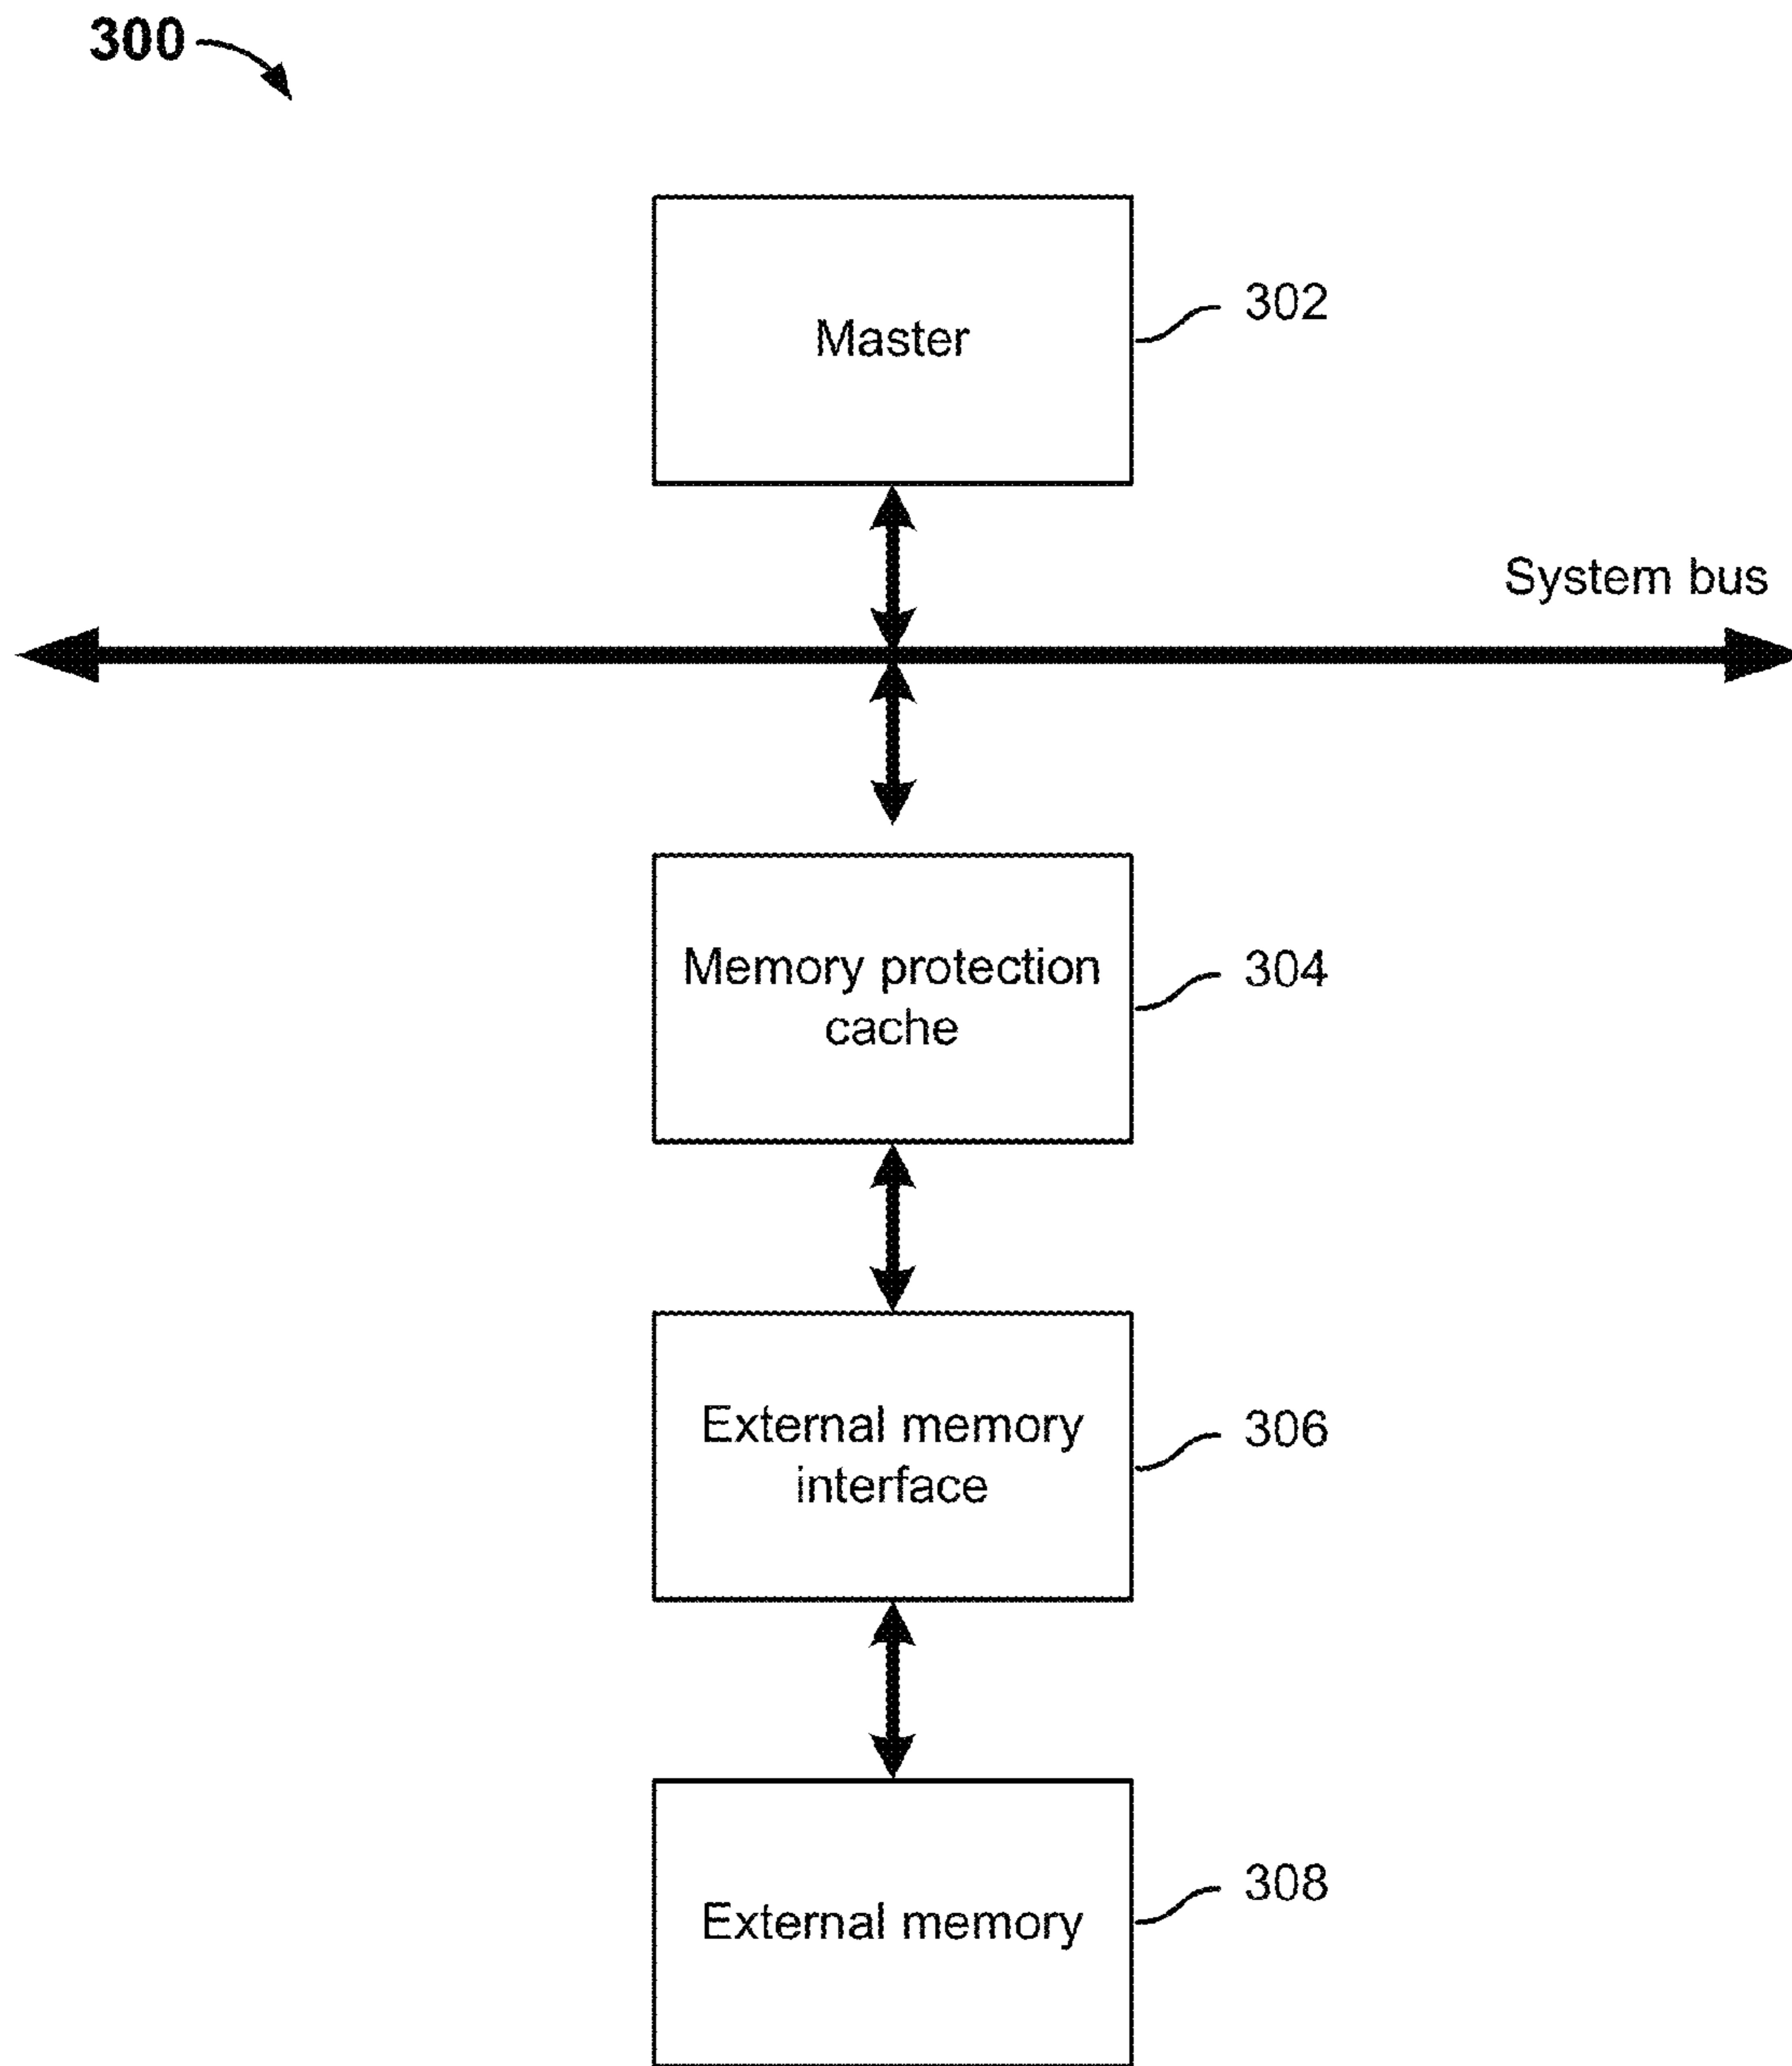 300
Master
302
System bus
Memory protection
cache
304
External memory
interface
306
External memory
308